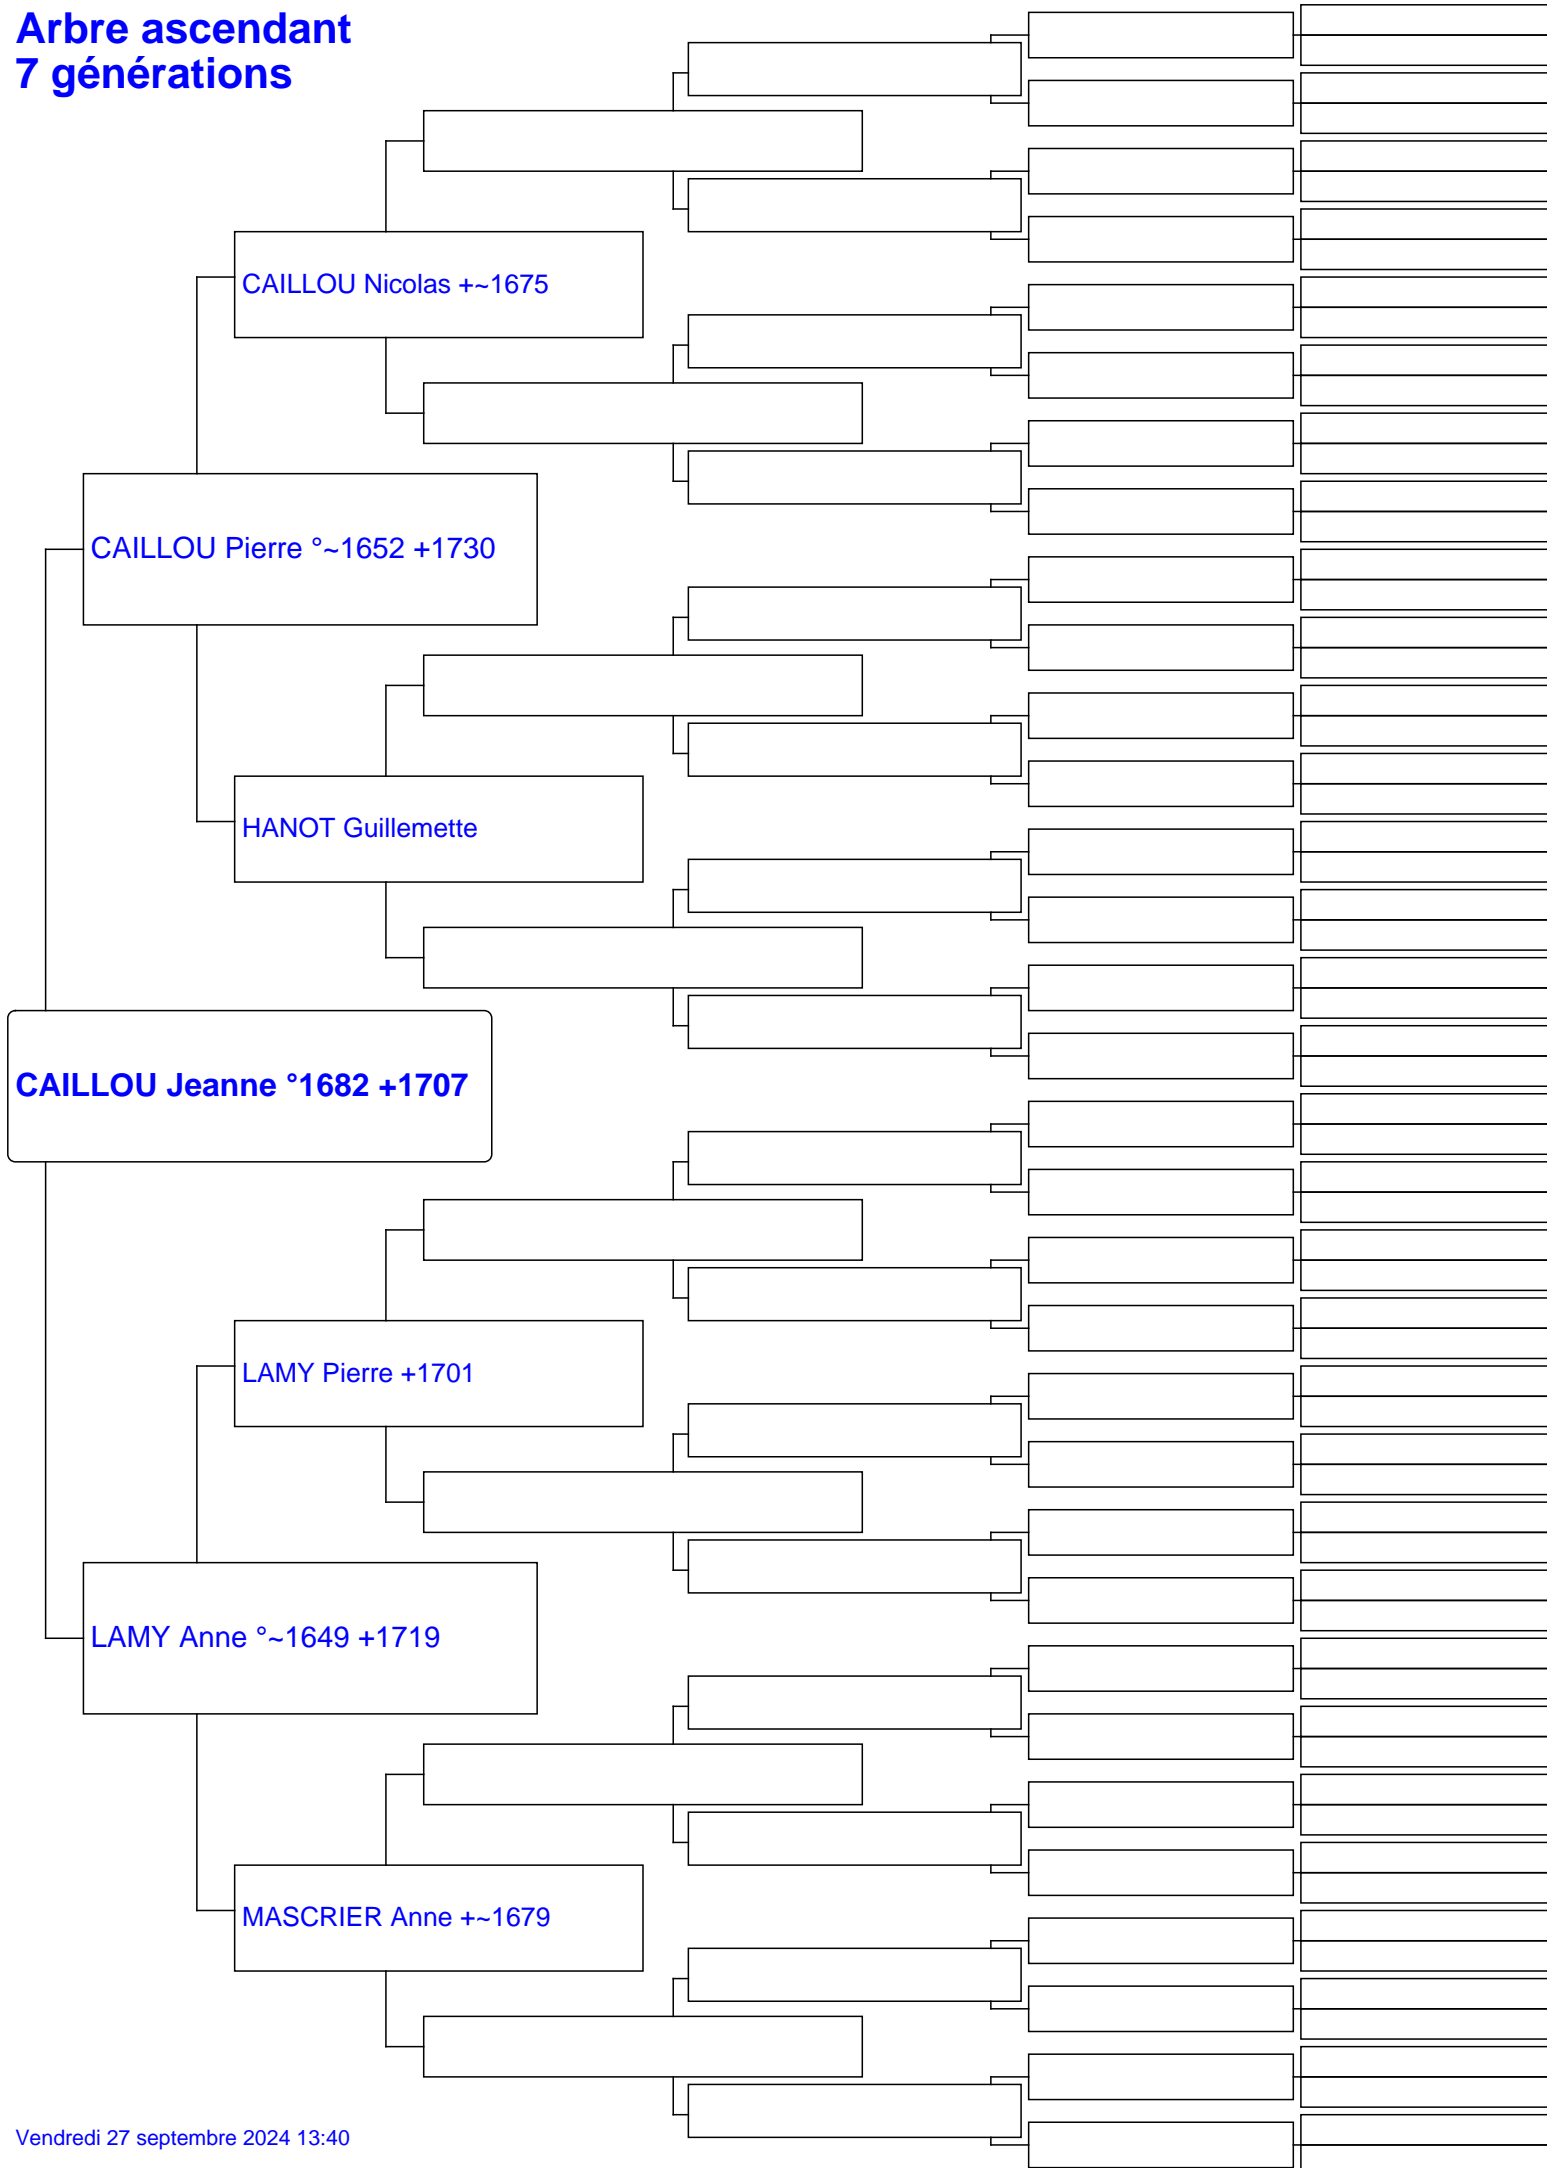 Arbre ascendant
7 générations
CAILLOU Nicolas +~1675
CAILLOU Pierre °~1652 +1730
HANOT Guillemette
CAILLOU Jeanne °1682 +1707
LAMY Pierre +1701
LAMY Anne °~1649 +1719
MASCRIER Anne +~1679
Vendredi 27 septembre 2024 13:40